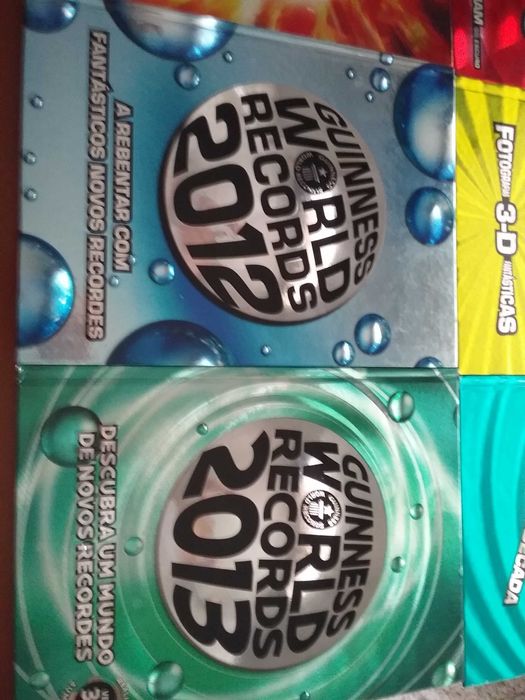 GUINNESS
WORLD
RECORDS
2012
A REBENTAR COM
FANTÁSTICOS NOVOS RECORDES
GUINNESS
WORLD
RECORDS
2013
DESCUBRA UM MUNDO
DE NOVOS RECORDES
3-D